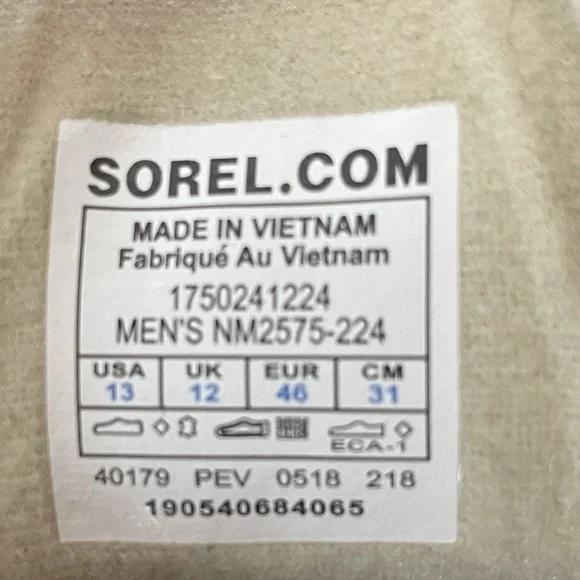 SOREL.COM
MADE IN VIETNAM
Fabriqué Au Vietnam
1750241224
MEN'S NM2575-224
USA UK EUR CM
13 12 46 31
ECA-1
40179 PEV 0518 218
190540684065